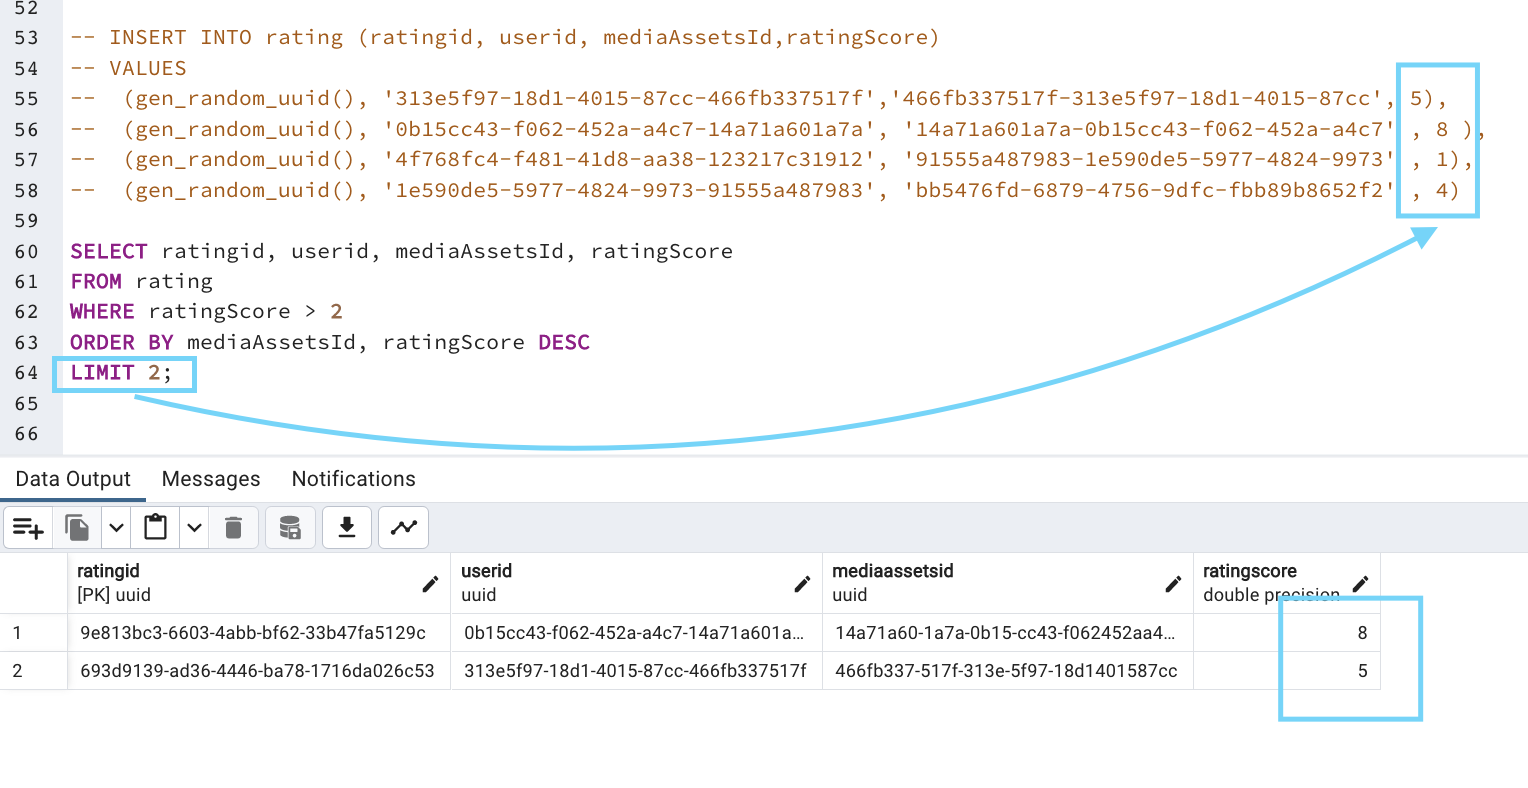 52
53 -- INSERT INTO rating (ratingid, userid, mediaAssetsId,ratingScore)
54 -- VALUES
55 --  (gen_random_uuid(), '313e5f97-18d1-4015-87cc-466fb337517f','466fb337517f-313e5f97-18d1-4015-87cc', 5),
56 --  (gen_random_uuid(), '0b15cc43-f062-452a-a4c7-14a71a601a7a', '14a71a601a7a-0b15cc43-f062-452a-a4c7' , 8 ),
57 --  (gen_random_uuid(), '4f768fc4-f481-41d8-aa38-123217c31912', '91555a487983-1e590de5-5977-4824-9973' , 1),
58 --  (gen_random_uuid(), '1e590de5-5977-4824-9973-91555a487983', 'bb5476fd-6879-4756-9dfc-fbb89b8652f2' , 4)
59
60 SELECT ratingid, userid, mediaAssetsId, ratingScore
61 FROM rating
62 WHERE ratingScore > 2
63 ORDER BY mediaAssetsId, ratingScore DESC
64 LIMIT 2;
65
66
Data Output Messages Notifications
ratingid userid mediaassetsid ratingscore
[PK] uuid uuid uuid double precision
1 9e813bc3-6603-4abb-bf62-33b47fa5129c 0b15cc43-f062-452a-a4c7-14a71a601a... 14a71a60-1a7a-0b15-cc43-f062452aa4... 8
2 693d9139-ad36-4446-ba78-1716da026c53 313e5f97-18d1-4015-87cc-466fb337517f 466fb337-517f-313e-5f97-18d1401587cc 5